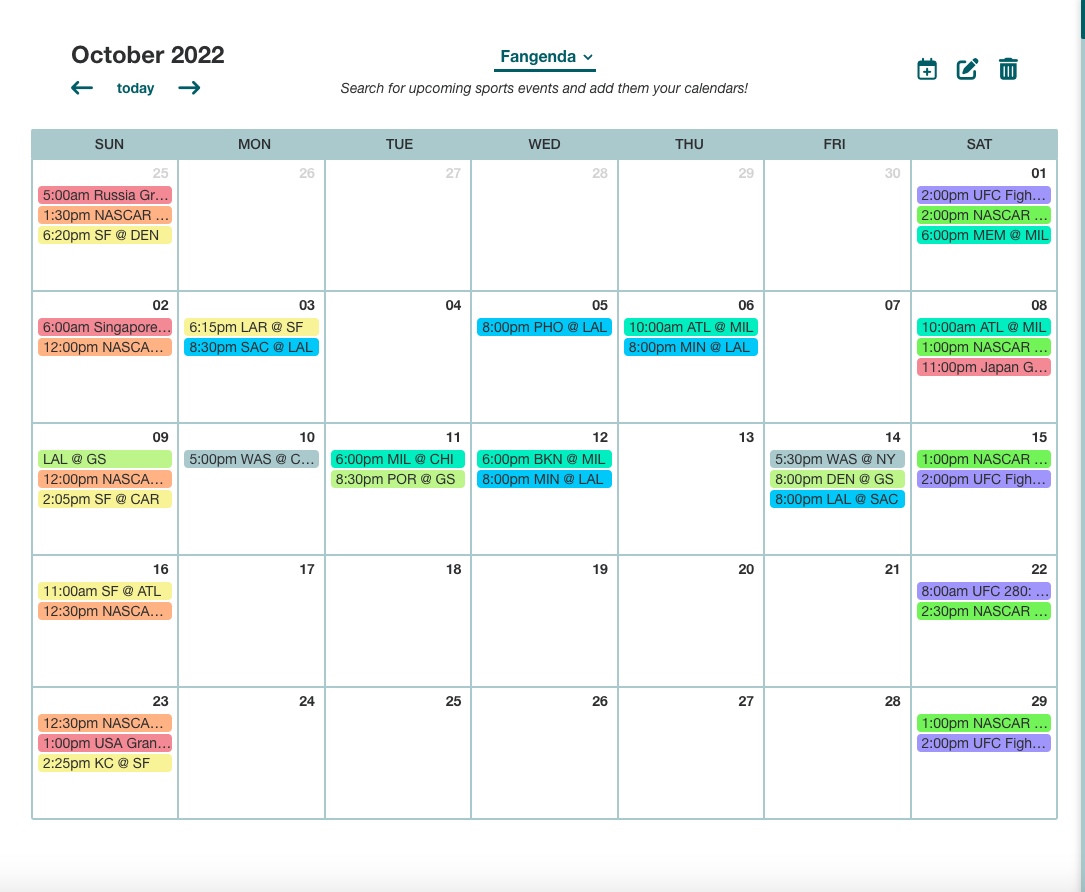 October 2022
today
Fangenda
Search for upcoming sports events and add them your calendars!
SUN MON TUE WED THU FRI SAT
25 26 27 28 29 30 01
5:00am Russia Gr...
1:30pm NASCAR ...
6:20pm SF @ DEN
2:00pm UFC Figh...
2:00pm NASCAR ...
6:00pm MEM @ MIL
02 03 04 05 06 07 08
6:00am Singapore...
12:00pm NASCA...
6:15pm LAR @ SF
8:30pm SAC @ LAL
8:00pm PHO @ LAL
10:00am ATL @ MIL
8:00pm MIN @ LAL
10:00am ATL @ MIL
1:00pm NASCAR ...
11:00pm Japan G...
09 10 11 12 13 14 15
LAL @ GS
12:00pm NASCA...
2:05pm SF @ CAR
5:00pm WAS @ C...
6:00pm MIL @ CHI
8:30pm POR @ GS
6:00pm BKN @ MIL
8:00pm MIN @ LAL
5:30pm WAS @ NY
8:00pm DEN @ GS
8:00pm LAL @ SAC
1:00pm NASCAR ...
2:00pm UFC Figh...
16 17 18 19 20 21 22
11:00am SF @ ATL
12:30pm NASCA...
8:00am UFC 280: ...
2:30pm NASCAR ...
23 24 25 26 27 28 29
12:30pm NASCA...
1:00pm USA Gran...
2:25pm KC @ SF
1:00pm NASCAR ...
2:00pm UFC Figh...